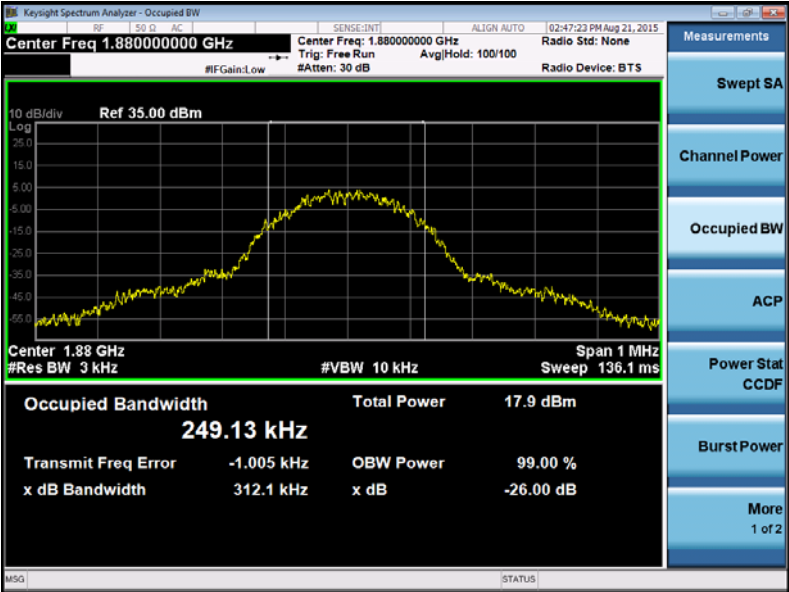 Keysight Spectrum Analyzer - Occupied BW
RF 50 Ω AC SENSE:INT ALIGN AUTO 02:47:23 PM Aug 21, 2015
Center Freq 1.880000000 GHz
Center Freq: 1.880000000 GHz
Radio Std: None
Trig: Free Run Avg|Hold: 100/100
#IFGain:Low
#Atten: 30 dB
Radio Device: BTS
10 dB/div Ref 35.00 dBm
Log
25.0
15.0
5.00
-5.00
-15.0
-25.0
-35.0
-45.0
-55.0
Center 1.88 GHz Span 1 MHz
#Res BW 3 kHz #VBW 10 kHz Sweep 136.1 ms
Occupied Bandwidth
249.13 kHz
Total Power 17.9 dBm
Transmit Freq Error -1.005 kHz OBW Power 99.00 %
x dB Bandwidth 312.1 kHz x dB -26.00 dB
MSG STATUS
Measurements
Swept SA
Channel Power
Occupied BW
ACP
Power Stat
CCDF
Burst Power
More
1 of 2